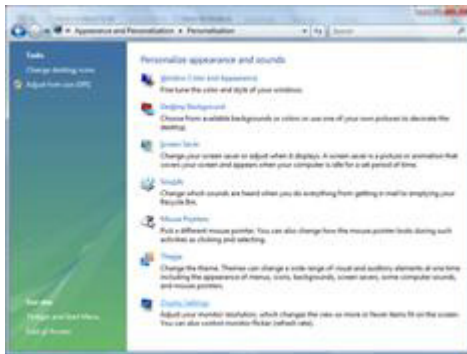 Appearance and Personalization ▸ Personalization
Search
Tasks
Change desktop icons
Adjust font size (DPI)
Personalize appearance and sounds
Window Color and Appearance
Fine tune the color and style of your windows.
Desktop Background
Choose from available backgrounds or colors or use one of your own pictures to decorate the
desktop.
Screen Saver
Change your screen saver or adjust when it displays. A screen saver is a picture or animation that
covers your screen and appears when your computer is idle for a set period of time.
Sounds
Change which sounds are heard when you do everything from getting e-mail to emptying your
Recycle Bin.
Mouse Pointers
Pick a different mouse pointer. You can also change how the mouse pointer looks during such
activities as clicking and selecting.
Theme
Change the theme. Themes can change a wide range of visual and auditory elements at one time
including the appearance of menus, icons, backgrounds, screen savers, some computer sounds,
and mouse pointers.
Display Settings
Adjust your monitor resolution, which changes the view so more or fewer items fit on the screen.
You can also control monitor flicker (refresh rate).
See also
Taskbar and Start Menu
Ease of Access